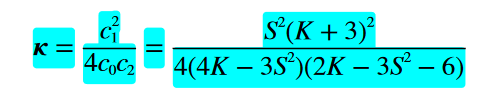 κ = c₁²/4c₀c₂ = S²(K + 3)²/4(4K − 3S²)(2K − 3S² − 6)